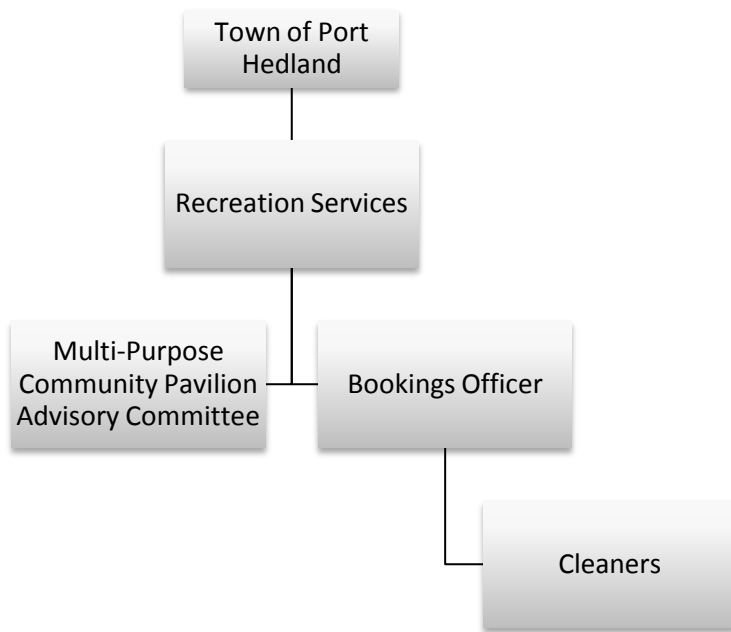 Town of Port
Hedland
Recreation Services
Multi-Purpose
Community Pavilion
Advisory Committee
Bookings Officer
Cleaners